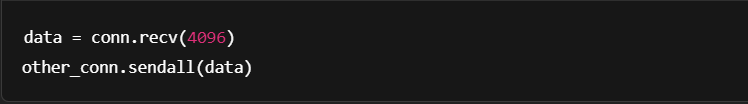 data = conn.recv(4096)
other_conn.sendall(data)